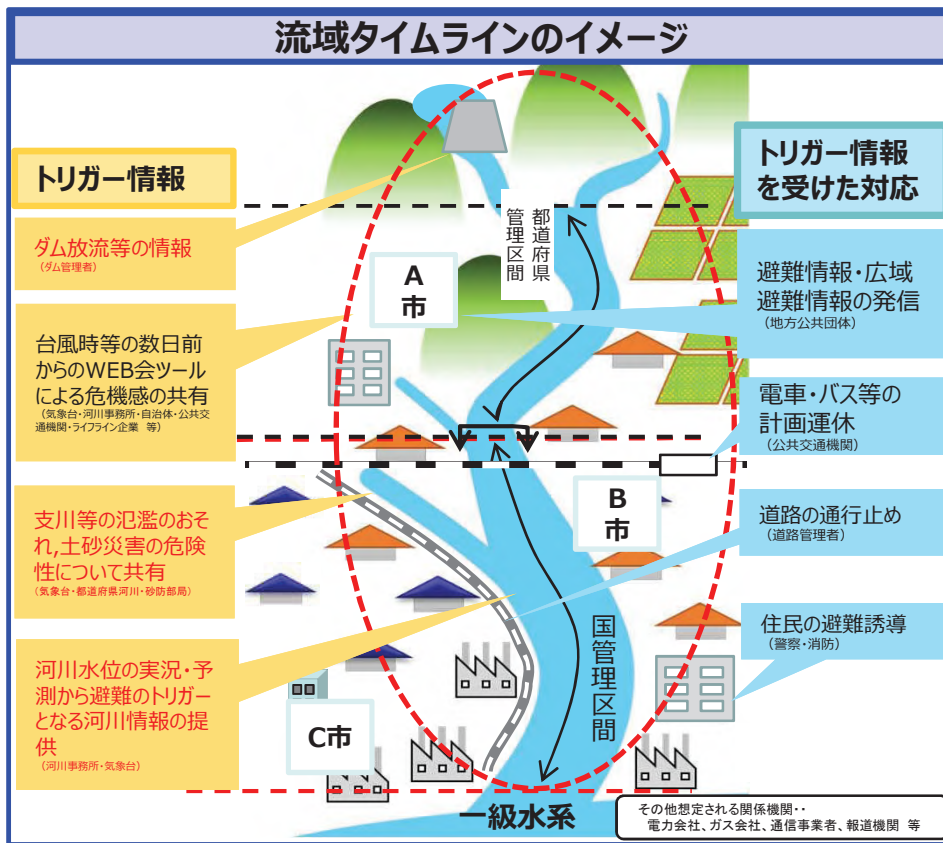 流域タイムラインのイメージ
トリガー情報
ダム放流等の情報
（ダム管理者）
台風時等の数日前
からのWEB会ツール
による危機感の共有
（気象台・河川事務所・自治体・公共交
通機関・ライフライン企業　等）
支川等の氾濫のおそ
れ,土砂災害の危険
性について共有
（気象台・都道府県河川・砂防部局）
河川水位の実況・予
測から避難のトリガー
となる河川情報の提
供
（河川事務所・気象台）
都道府県
管理区間
A
市
B
市
国管理区間
C市
一級水系
トリガー情報
を受けた対応
避難情報・広域
避難情報の発信
（地方公共団体）
電車・バス等の
計画運休
（公共交通機関）
道路の通行止め
（道路管理者）
住民の避難誘導
（警察・消防）
その他想定される関係機関・・
電力会社、ガス会社、通信事業者、報道機関　等